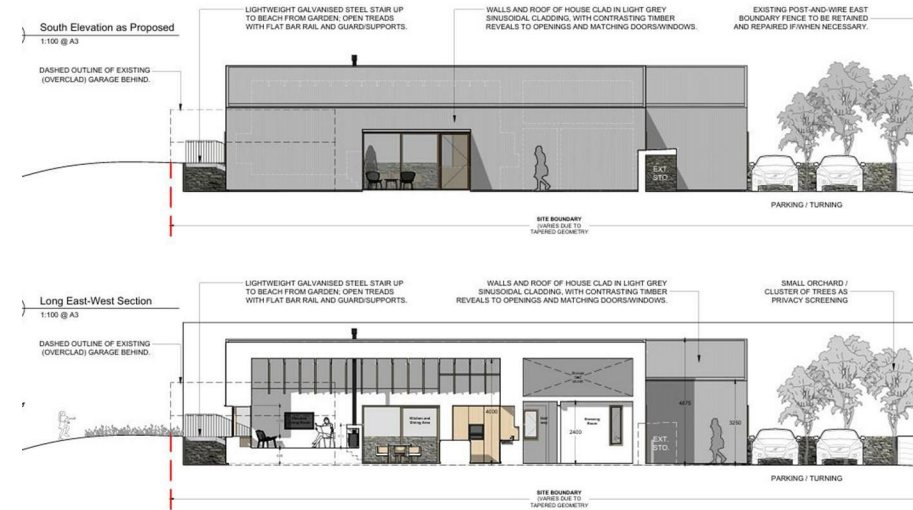 LIGHTWEIGHT GALVANISED STEEL STAIR UP
TO BEACH FROM GARDEN; OPEN TREADS
WITH FLAT BAR RAIL AND GUARD/SUPPORTS.
WALLS AND ROOF OF HOUSE CLAD IN LIGHT GREY
SINUSOIDAL CLADDING, WITH CONTRASTING TIMBER
REVEALS TO OPENINGS AND MATCHING DOORS/WINDOWS.
EXISTING POST-AND-WIRE EAST
BOUNDARY FENCE TO BE RETAINED
AND REPAIRED IF/WHEN NECESSARY.
South Elevation as Proposed
1:100 @ A3
DASHED OUTLINE OF EXISTING
(OVERCLAD) GARAGE BEHIND.
EXT.
STO.
PARKING / TURNING
SITE BOUNDARY
(VARIES DUE TO
TAPERED GEOMETRY
LIGHTWEIGHT GALVANISED STEEL STAIR UP
TO BEACH FROM GARDEN; OPEN TREADS
WITH FLAT BAR RAIL AND GUARD/SUPPORTS.
WALLS AND ROOF OF HOUSE CLAD IN LIGHT GREY
SINUSOIDAL CLADDING, WITH CONTRASTING TIMBER
REVEALS TO OPENINGS AND MATCHING DOORS/WINDOWS.
SMALL ORCHARD /
CLUSTER OF TREES AS
PRIVACY SCREENING
Long East-West Section
1:100 @ A3
DASHED OUTLINE OF EXISTING
(OVERCLAD) GARAGE BEHIND.
Kitchen and
Dining Area
4600
2400
4675
3250
EXT.
STO.
PARKING / TURNING
SITE BOUNDARY
(VARIES DUE TO
TAPERED GEOMETRY